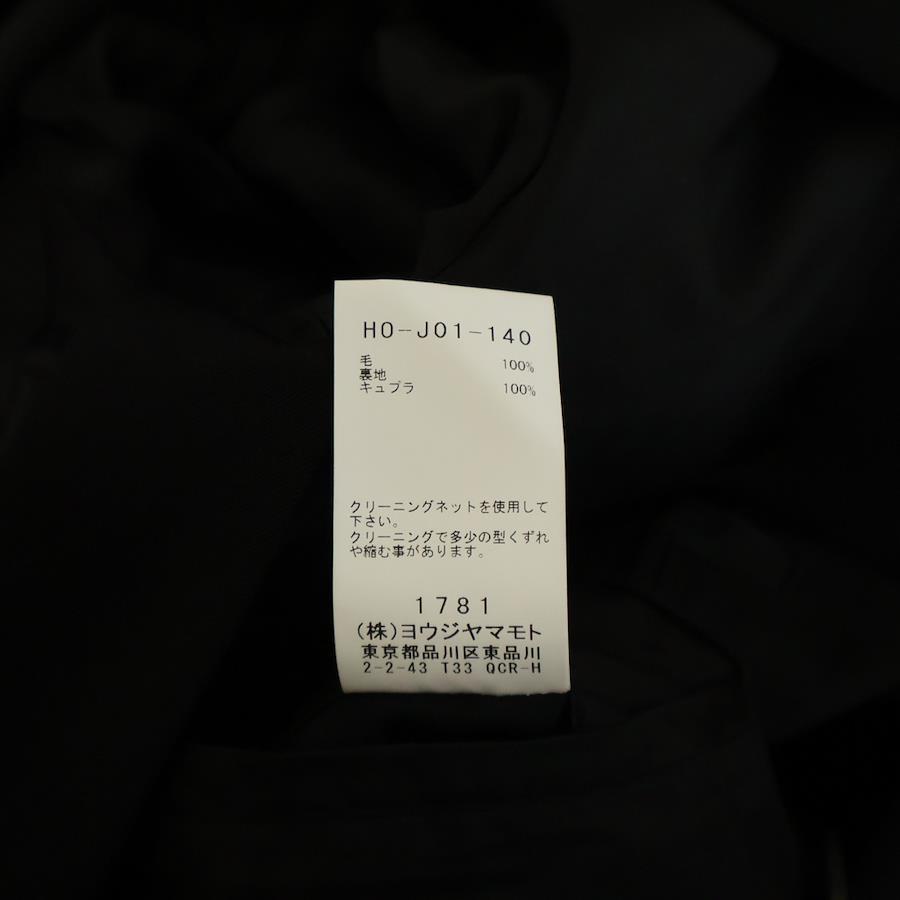 HO-J01-140
毛 100%
裏地
キュプラ 100%
クリーニングネットを使用して
下さい。
クリーニングで多少の型くずれ
や縮む事があります。
1781
(株)ヨウジヤマモト
東京都品川区東品川
2-2-43 T33 QCR-H